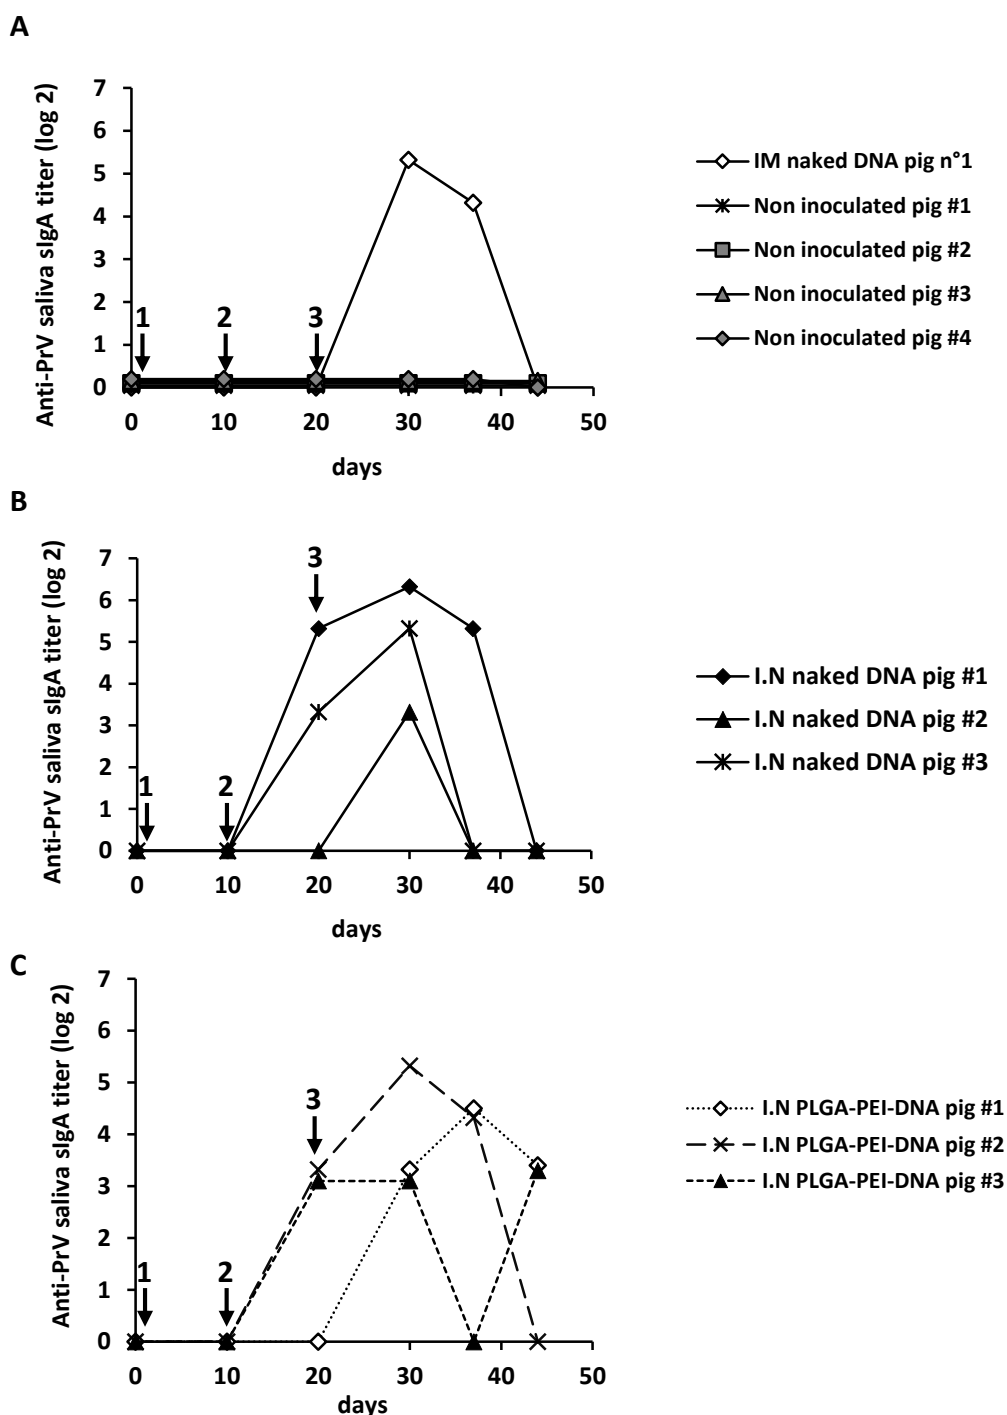 A
Anti-PrV saliva sIgA titer (log 2)
7
6
5
4
3
2
1
0
1
2
3
0 10 20 30 40 50
days
IM naked DNA pig n°1
Non inoculated pig #1
Non inoculated pig #2
Non inoculated pig #3
Non inoculated pig #4
B
Anti-PrV saliva sIgA titer (log 2)
7
6
5
4
3
2
1
0
1
2
3
0 10 20 30 40 50
days
I.N naked DNA pig #1
I.N naked DNA pig #2
I.N naked DNA pig #3
C
Anti-PrV saliva sIgA titer (log 2)
7
6
5
4
3
2
1
0
1
2
3
0 10 20 30 40 50
days
I.N PLGA-PEI-DNA pig #1
I.N PLGA-PEI-DNA pig #2
I.N PLGA-PEI-DNA pig #3